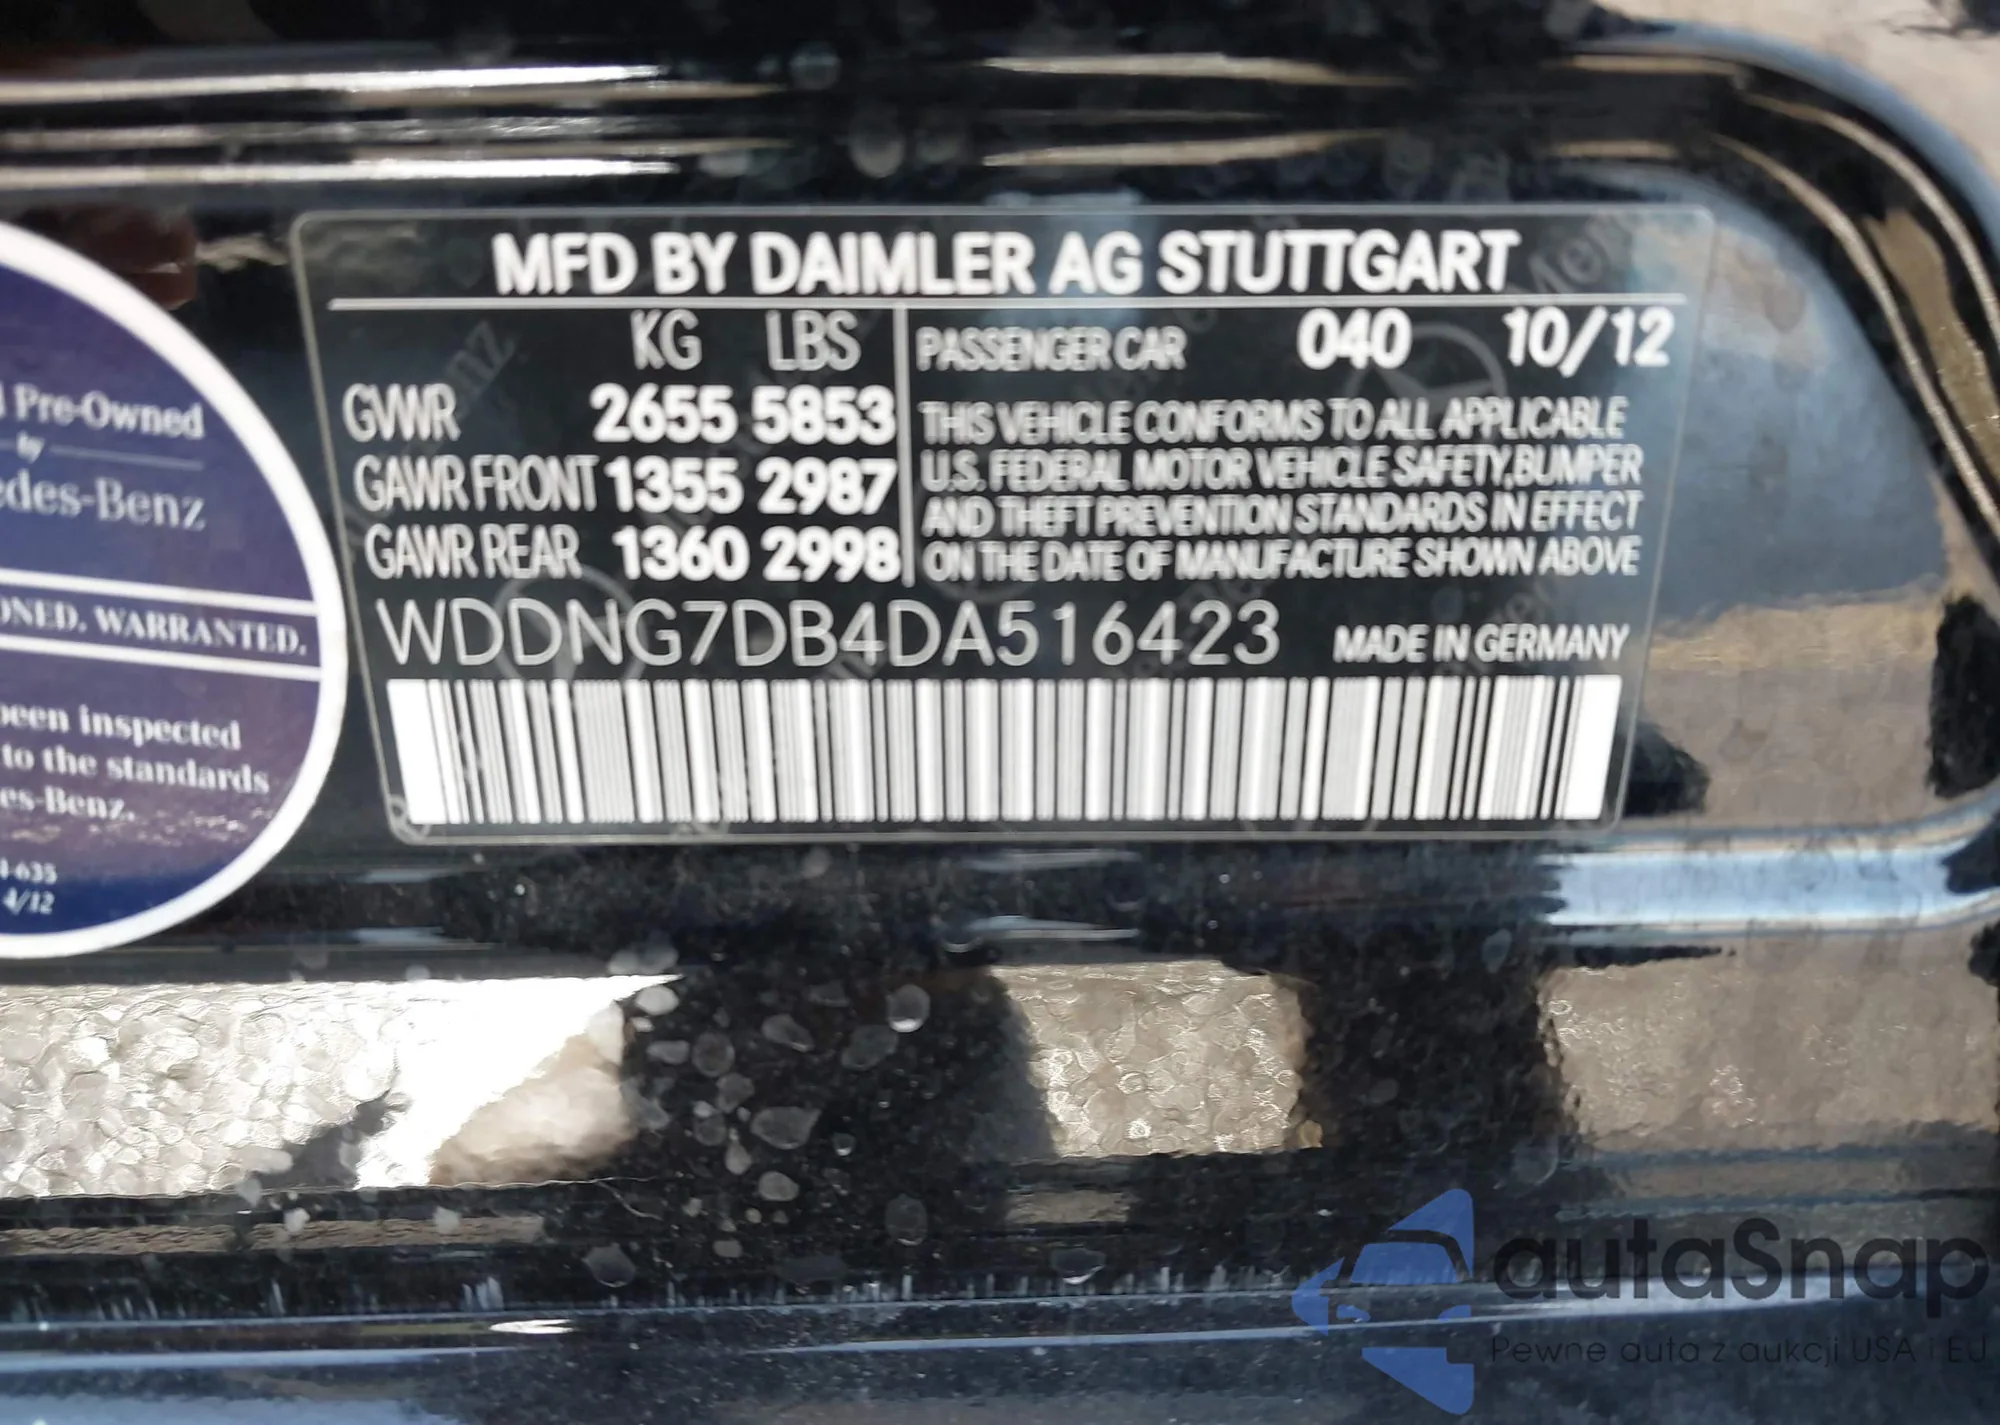 MFD BY DAIMLER AG STUTTGART
KG LBS
GVWR 2655 5853
GAWR FRONT 1355 2987
GAWR REAR 1360 2998
PASSENGER CAR 040 10/12
THIS VEHICLE CONFORMS TO ALL APPLICABLE
U.S. FEDERAL MOTOR VEHICLE SAFETY, BUMPER
AND THEFT PREVENTION STANDARDS IN EFFECT
ON THE DATE OF MANUFACTURE SHOWN ABOVE
WDDNG7DB4DA516423 MADE IN GERMANY
Pre-Owned
by
edes-Benz
ONED. WARRANTED.
been inspected
to the standards
es-Benz.
4-635
4/12
autaSnap
Pewne auta z aukcji USA i EU